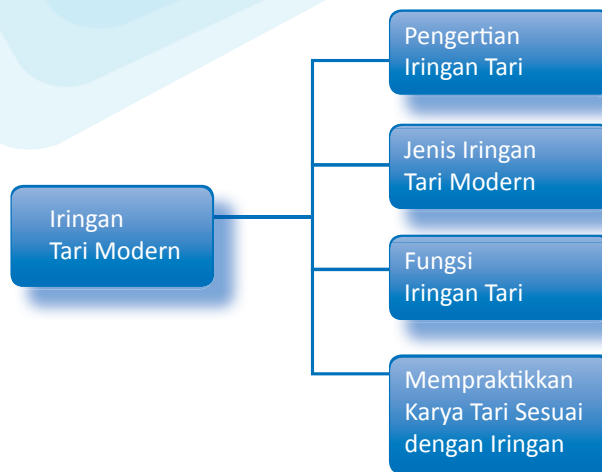 Iringan
Tari Modern
Pengertian
Iringan Tari
Jenis Iringan
Tari Modern
Fungsi
Iringan Tari
Mempraktikkan
Karya Tari Sesuai
dengan Iringan